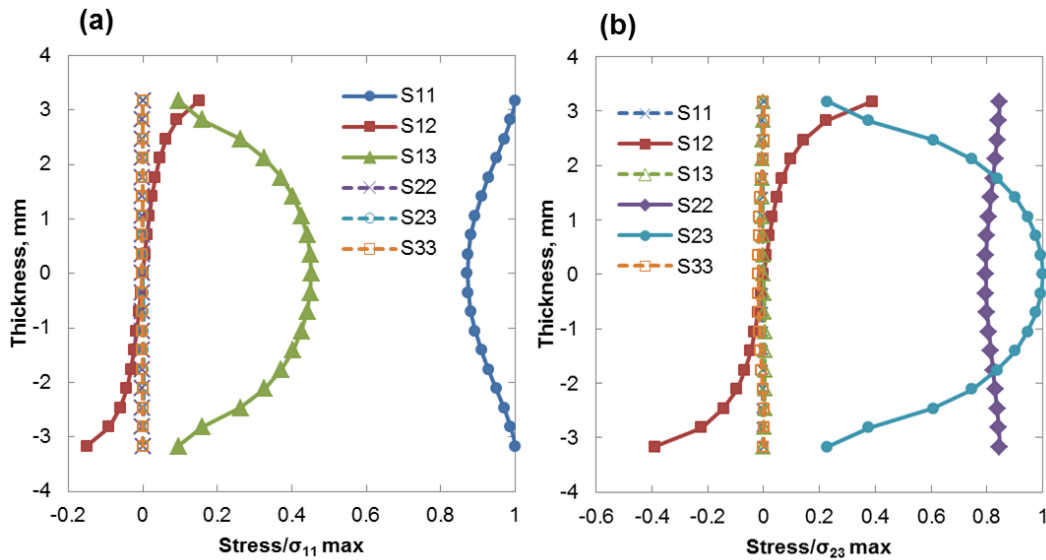 (a)
4
3
2
1
0
-1
-2
-3
-4
Thickness, mm
S11
S12
S13
S22
S23
S33
-0.2
0
0.2
0.4
0.6
0.8
1
Stress/σ11 max
(b)
4
3
2
1
0
-1
-2
-3
-4
Thickness, mm
S11
S12
S13
S22
S23
S33
-0.6
-0.4
-0.2
0
0.2
0.4
0.6
0.8
1
Stress/σ23 max